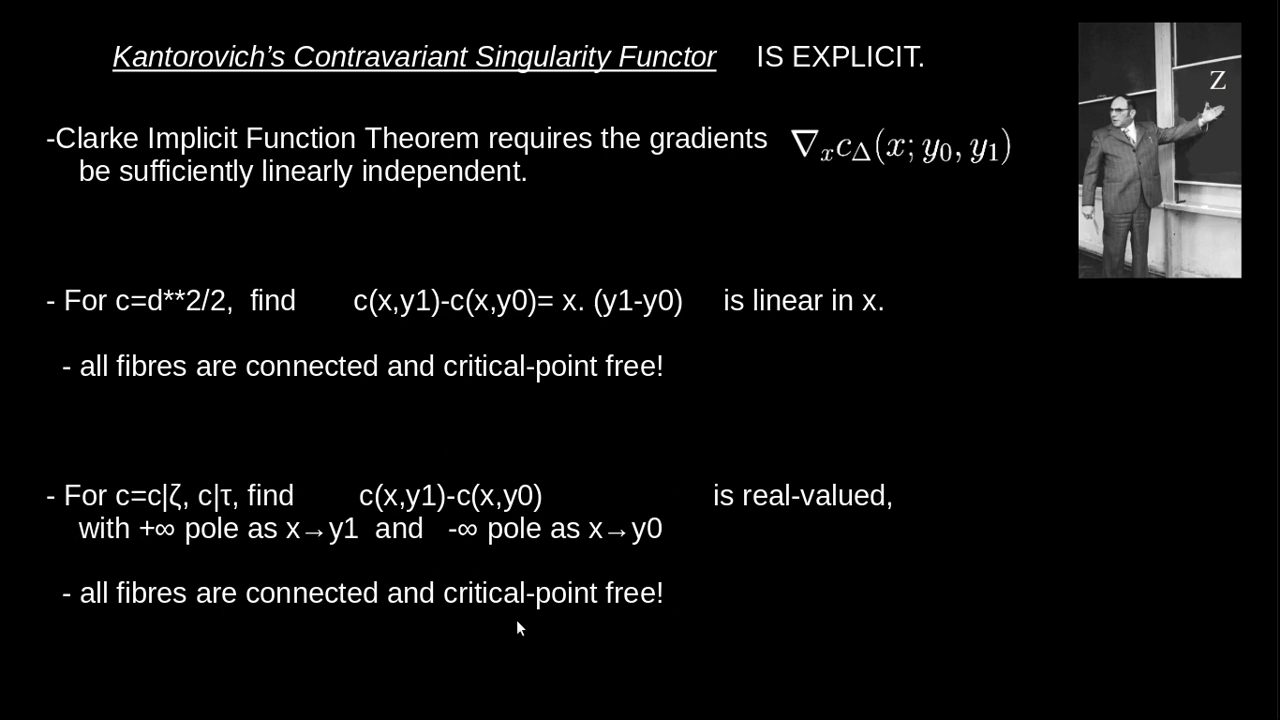 Kantorovich’s Contravariant Singularity Functor IS EXPLICIT.
Z
-Clarke Implicit Function Theorem requires the gradients ∇ₓc_Δ(x; y₀, y₁)
be sufficiently linearly independent.
- For c=d**2/2, find c(x,y1)-c(x,y0)= x. (y1-y0) is linear in x.
- all fibres are connected and critical-point free!
- For c=c|ζ, c|τ, find c(x,y1)-c(x,y0) is real-valued,
with +∞ pole as x→y1 and -∞ pole as x→y0
- all fibres are connected and critical-point free!